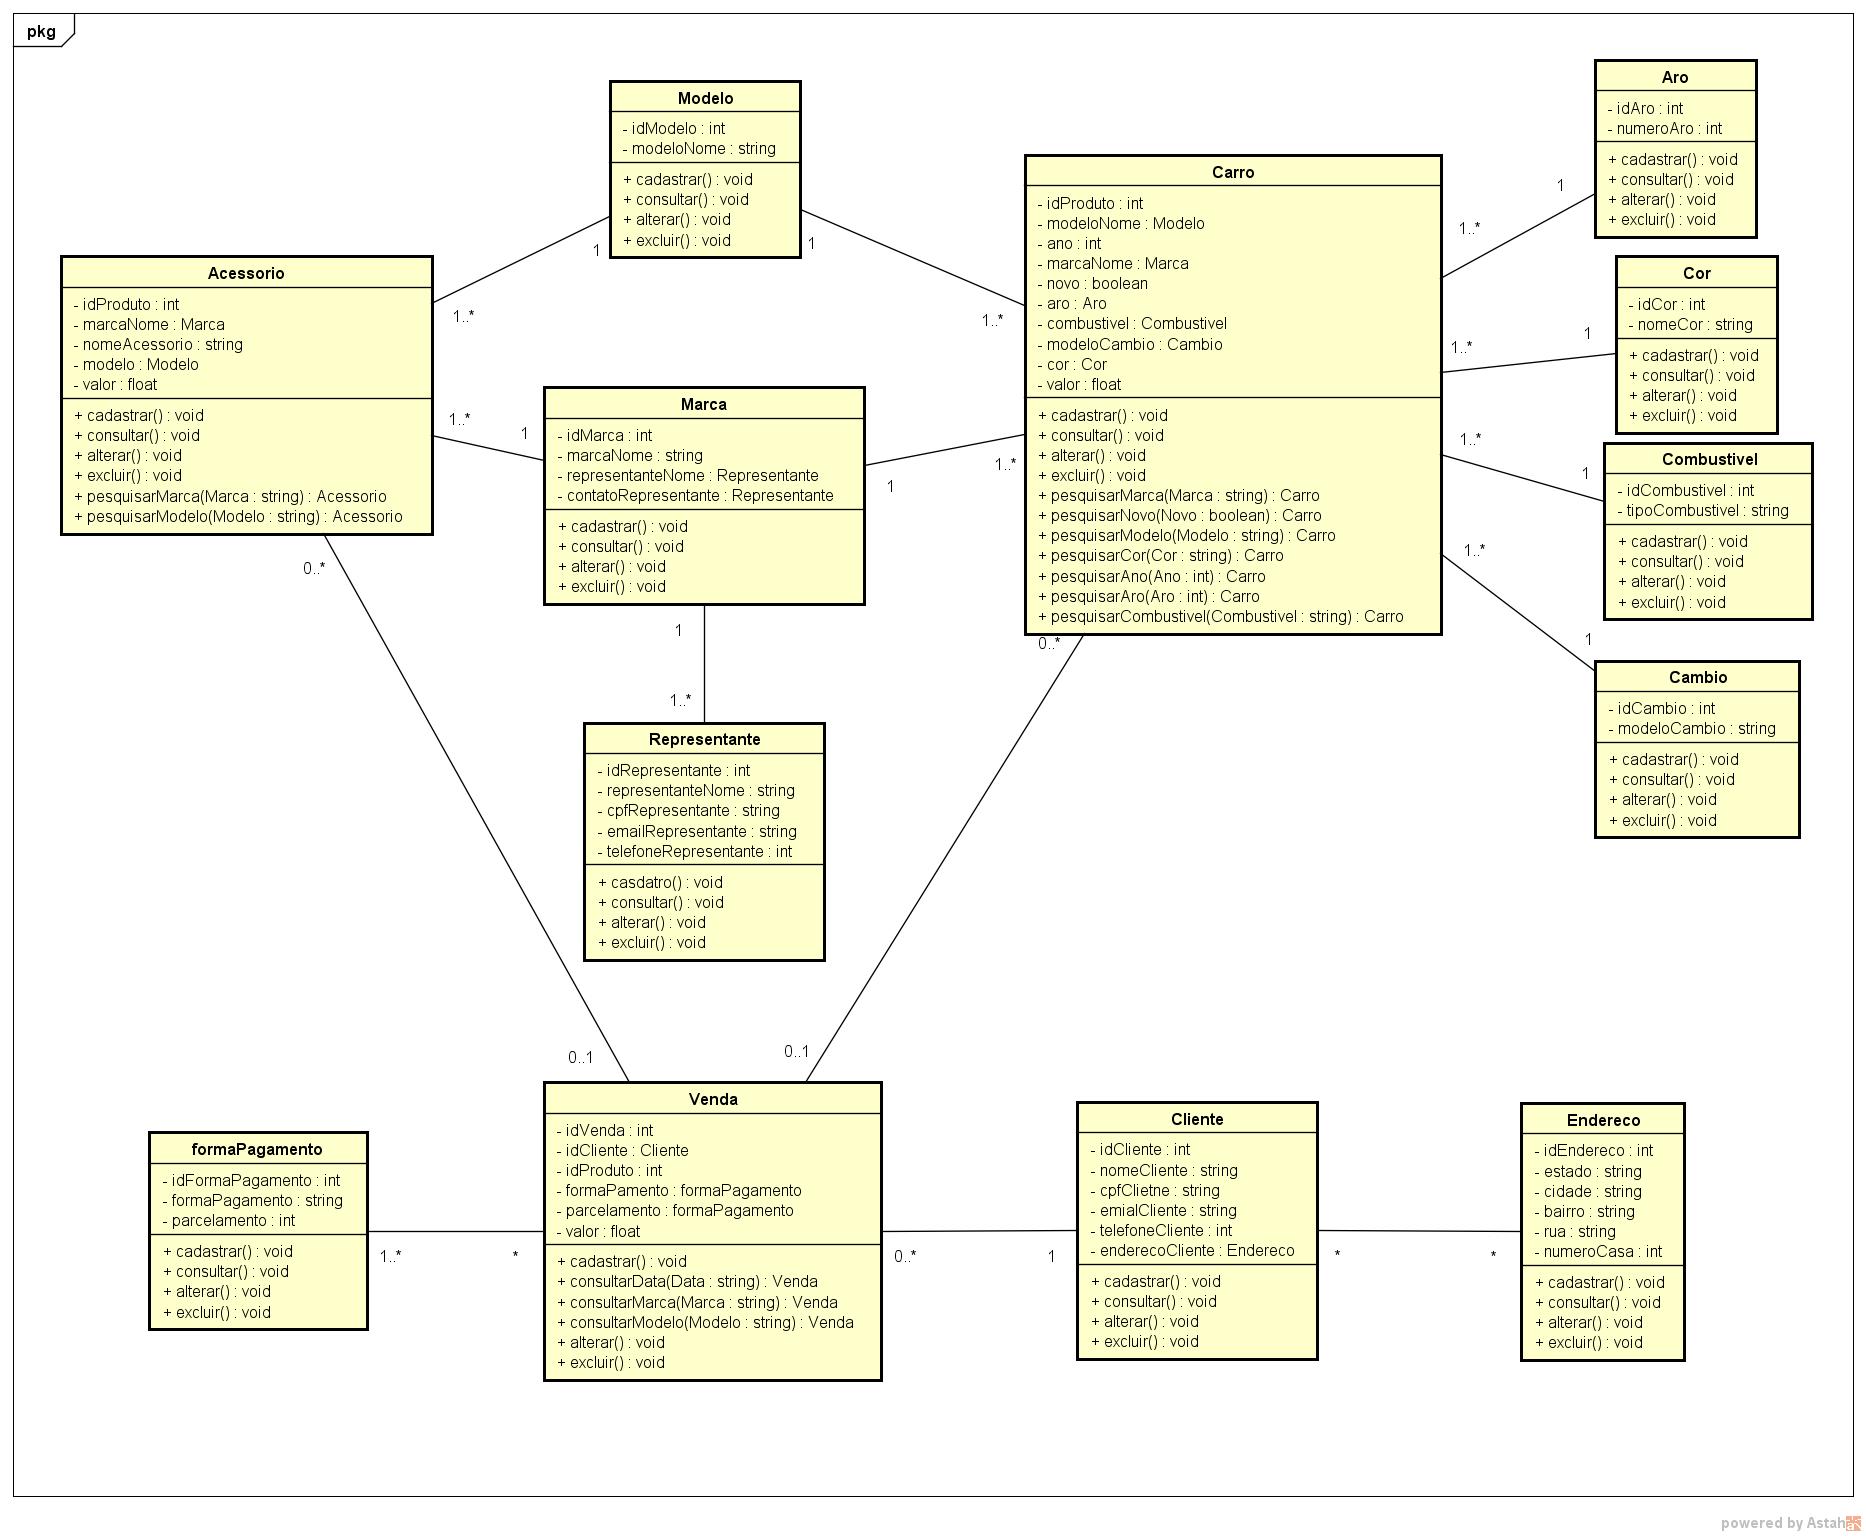 pkg
Modelo
- idModelo : int
- modeloNome : string
+ cadastrar() : void
+ consultar() : void
+ alterar() : void
+ excluir() : void
1
1
Aro
- idAro : int
- numeroAro : int
+ cadastrar() : void
+ consultar() : void
+ alterar() : void
+ excluir() : void
1
1..*
Carro
- idProduto : int
- modeloNome : Modelo
- ano : int
- marcaNome : Marca
- novo : boolean
- aro : Aro
- combustivel : Combustivel
- modeloCambio : Cambio
- cor : Cor
- valor : float
+ cadastrar() : void
+ consultar() : void
+ alterar() : void
+ excluir() : void
+ pesquisarMarca(Marca : string) : Carro
+ pesquisarNovo(Novo : boolean) : Carro
+ pesquisarModelo(Modelo : string) : Carro
+ pesquisarCor(Cor : string) : Carro
+ pesquisarAno(Ano : int) : Carro
+ pesquisarAro(Aro : int) : Carro
+ pesquisarCombustivel(Combustivel : string) : Carro
1..*
1..*
0..*
Cor
- idCor : int
- nomeCor : string
+ cadastrar() : void
+ consultar() : void
+ alterar() : void
+ excluir() : void
1
1..*
Acessorio
- idProduto : int
- marcaNome : Marca
- nomeAcessorio : string
- modelo : Modelo
- valor : float
+ cadastrar() : void
+ consultar() : void
+ alterar() : void
+ excluir() : void
+ pesquisarMarca(Marca : string) : Acessorio
+ pesquisarModelo(Modelo : string) : Acessorio
1..*
1..*
0..*
Marca
- idMarca : int
- marcaNome : string
- representanteNome : Representante
- contatoRepresentante : Representante
+ cadastrar() : void
+ consultar() : void
+ alterar() : void
+ excluir() : void
1
1
1
Combustivel
- idCombustivel : int
- tipoCombustivel : string
+ cadastrar() : void
+ consultar() : void
+ alterar() : void
+ excluir() : void
1..*
1
Cambio
- idCambio : int
- modeloCambio : string
+ cadastrar() : void
+ consultar() : void
+ alterar() : void
+ excluir() : void
1..*
1
1..*
Representante
- idRepresentante : int
- representanteNome : string
- cpfRepresentante : string
- emailRepresentante : string
- telefoneRepresentante : int
+ casdatro() : void
+ consultar() : void
+ alterar() : void
+ excluir() : void
0..1
0..1
formaPagamento
- idFormaPagamento : int
- formaPagamento : string
- parcelamento : int
+ cadastrar() : void
+ consultar() : void
+ alterar() : void
+ excluir() : void
1..*
*
Venda
- idVenda : int
- idCliente : Cliente
- idProduto : int
- formaPamento : formaPagamento
- parcelamento : formaPagamento
- valor : float
+ cadastrar() : void
+ consultarData(Data : string) : Venda
+ consultarMarca(Marca : string) : Venda
+ consultarModelo(Modelo : string) : Venda
+ alterar() : void
+ excluir() : void
0..*
1
Cliente
- idCliente : int
- nomeCliente : string
- cpfClietne : string
- emialCliente : string
- telefoneCliente : int
- enderecoCliente : Endereco
+ cadastrar() : void
+ consultar() : void
+ alterar() : void
+ excluir() : void
*
*
Endereco
- idEndereco : int
- estado : string
- cidade : string
- bairro : string
- rua : string
- numeroCasa : int
+ cadastrar() : void
+ consultar() : void
+ alterar() : void
+ excluir() : void
powered by Astah